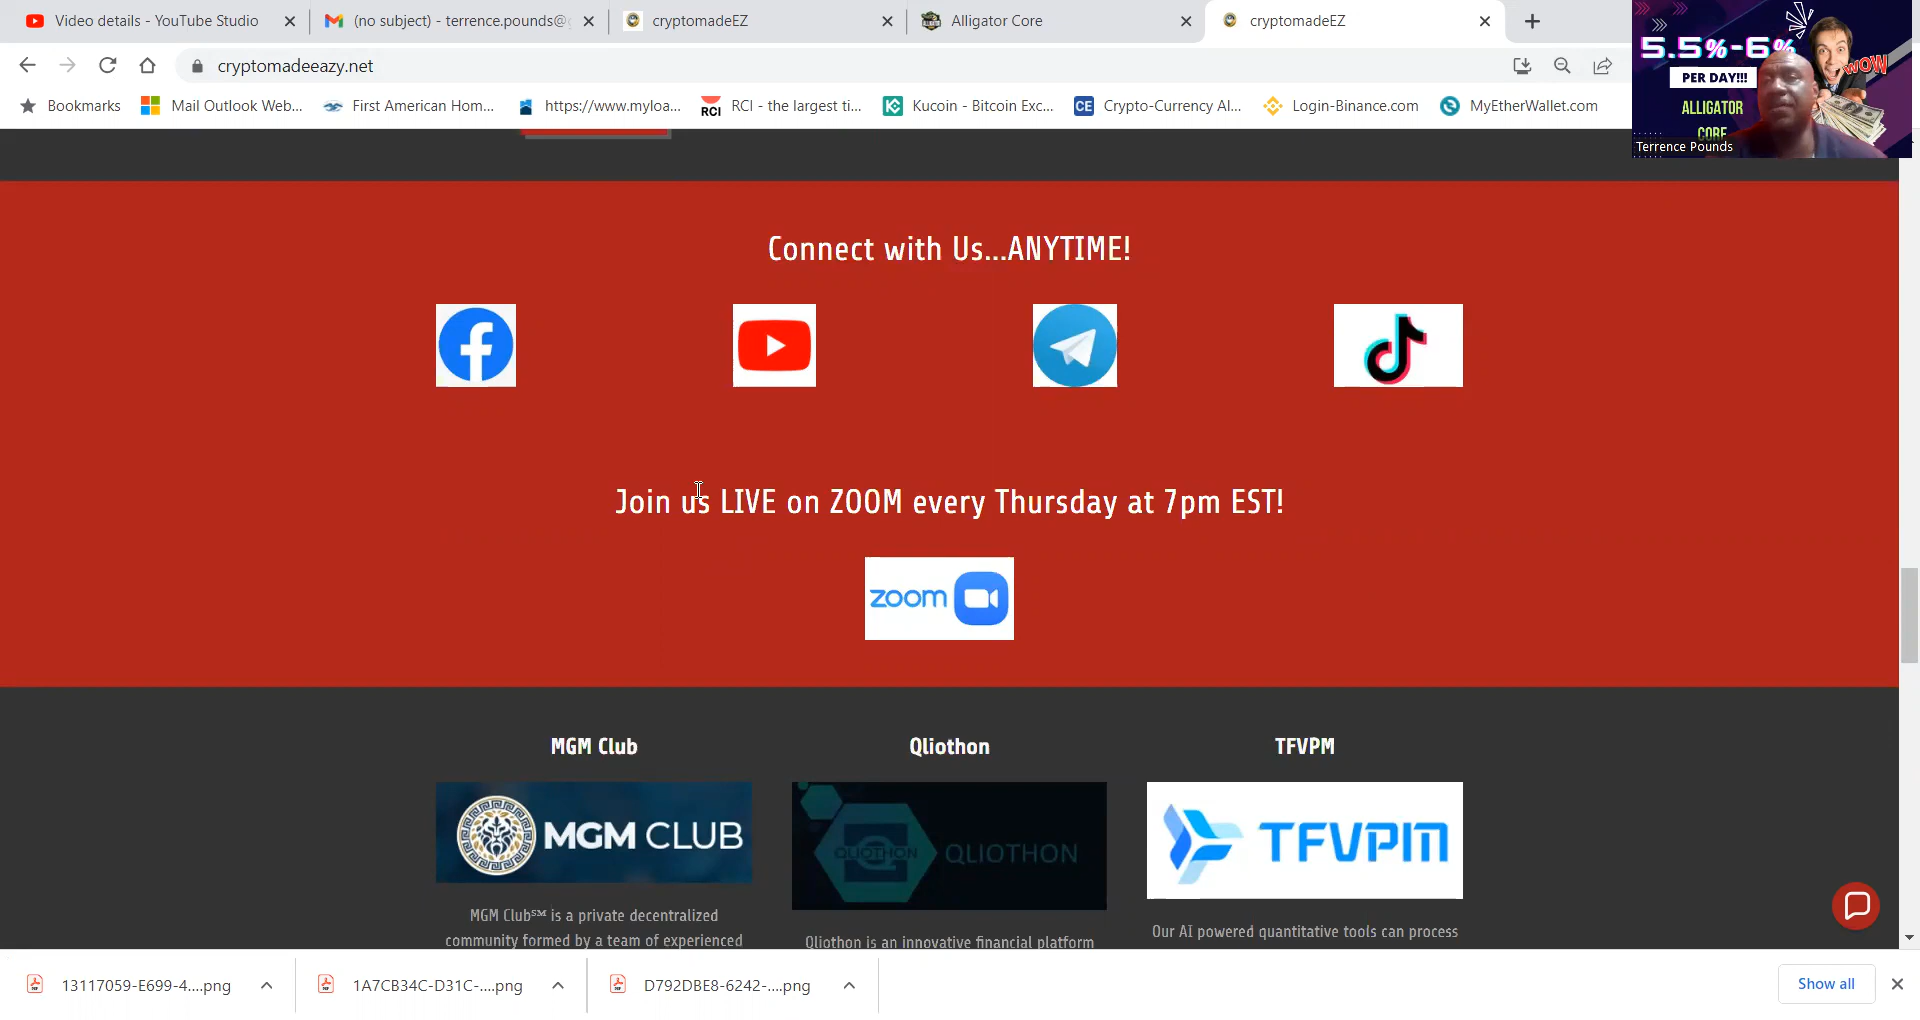 Video details - YouTube Studio
(no subject) - terrence.pounds@
cryptomadeEZ
Alligator Core
cryptomadeEZ
cryptomadeeazy.net
Bookmarks
Mail Outlook Web...
First American Hom...
https://www.myloa...
RCI
RCI - the largest ti...
Kucoin - Bitcoin Exc...
CE
Crypto-Currency Al...
Login-Binance.com
MyEtherWallet.com
5.5%-6%
PER DAY!!!
WOW
ALLIGATOR
CORE
Terrence Pounds
Connect with Us...ANYTIME!
Join us LIVE on ZOOM every Thursday at 7pm EST!
zoom
MGM Club
Qliothon
TFVPM
MGM CLUB
QLIOTHON
QLIOTHON
TFVPM
MGM Club℠ is a private decentralized
community formed by a team of experienced
Qliothon is an innovative financial platform
Our AI powered quantitative tools can process
13117059-E699-4....png
1A7CB34C-D31C-....png
D792DBE8-6242-....png
Show all